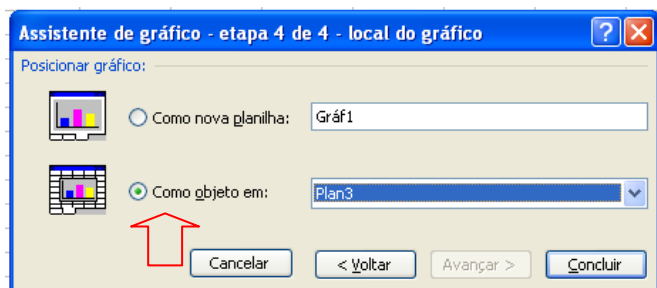 Assistente de gráfico - etapa 4 de 4 - local do gráfico
Posicionar gráfico:
Como nova planilha: Gráf1
Como objeto em: Plan3
Cancelar < Voltar Avançar > Concluir